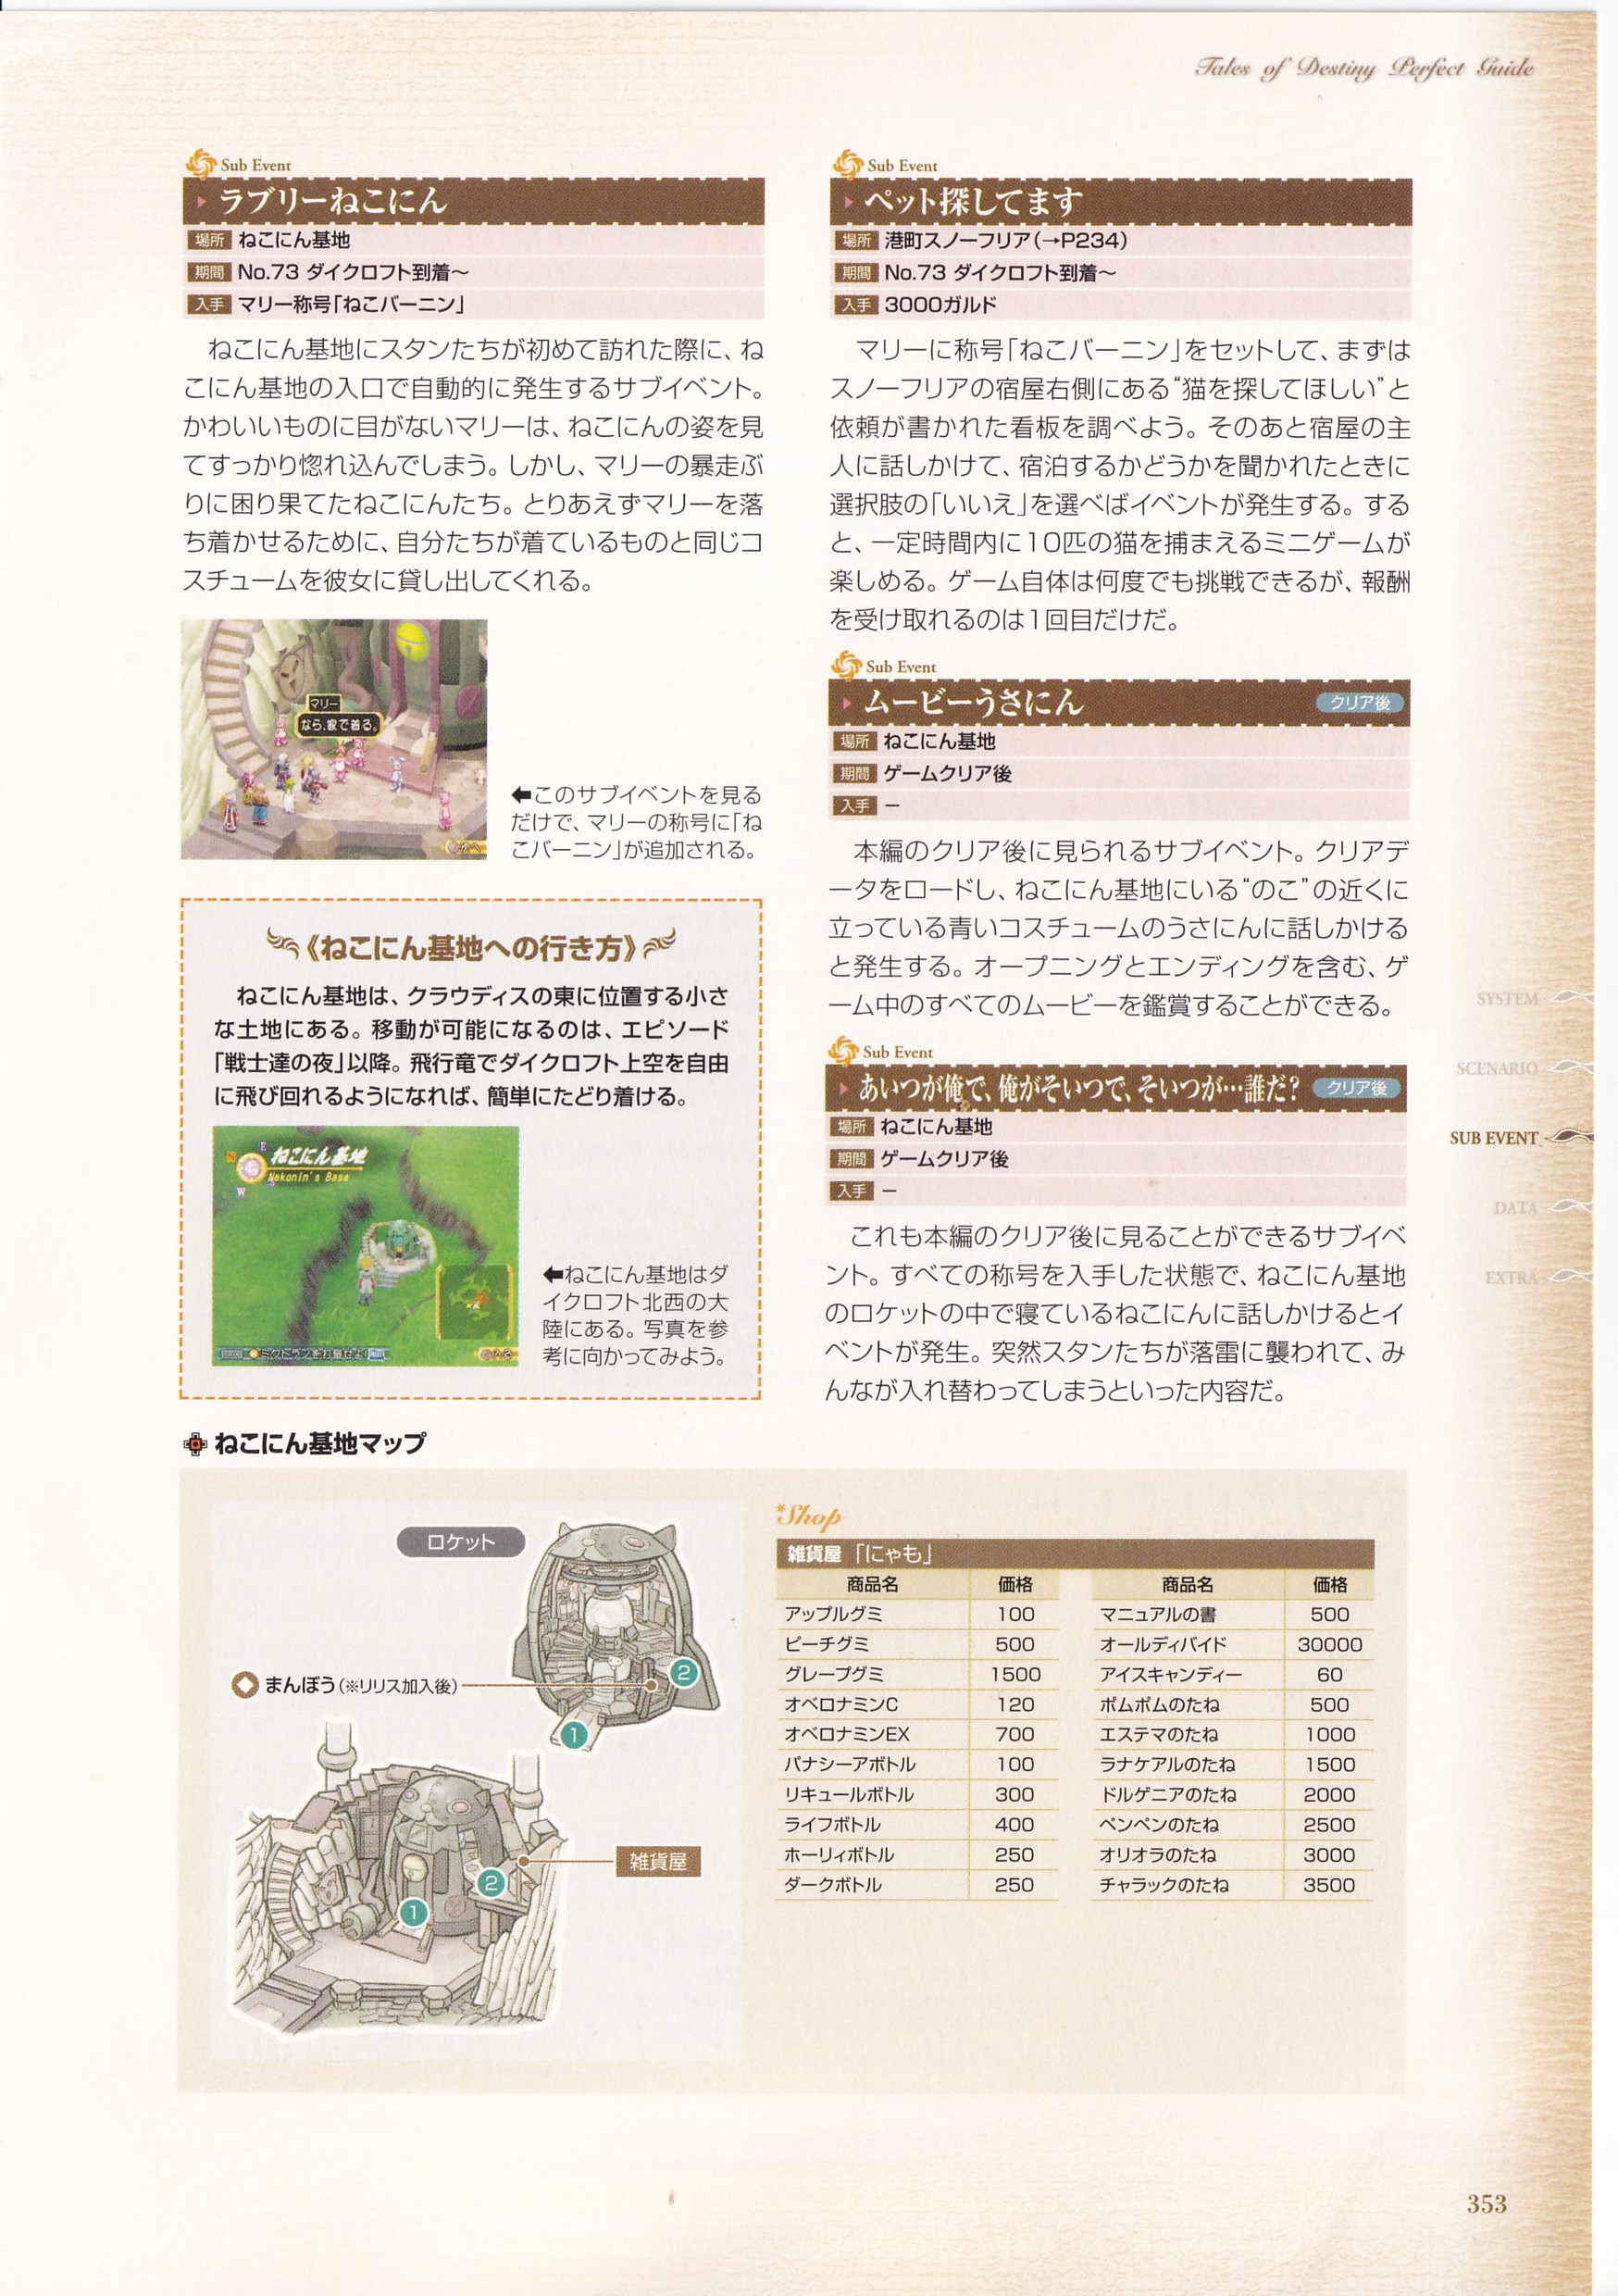 Tales of Destiny Perfect Guide
Sub Event
ラブリーねこにん
場所 ねこにん基地
期間 No.73 ダイクロフト到着～
入手 マリー称号「ねこバーニン」
ねこにん基地にスタンたちが初めて訪れた際に、ね
こにん基地の入口で自動的に発生するサブイベント。
かわいいものに目がないマリーは、ねこにんの姿を見
てすっかり惚れ込んでしまう。しかし、マリーの暴走ぶ
りに困り果てたねこにんたち。とりあえずマリーを落
ち着かせるために、自分たちが着ているものと同じコ
スチュームを彼女に貸し出してくれる。
マリー
なら、家で着る。
←このサブイベントを見る
だけで、マリーの称号に「ね
こバーニン」が追加される。
《ねこにん基地への行き方》
ねこにん基地は、クラウディスの東に位置する小さ
な土地にある。移動が可能になるのは、エピソード
「戦士達の夜」以降。飛行竜でダイクロフト上空を自由
に飛び回れるようになれば、簡単にたどり着ける。
ねこにん基地
Nekonin's Base
E
N
W
ミクトランを打倒せよ!
←ねこにん基地はダ
イクロフト北西の大
陸にある。写真を参
考に向かってみよう。
Sub Event
ペット探してます
場所 港町スノーフリア(→P234)
期間 No.73 ダイクロフト到着～
入手 3000ガルド
マリーに称号「ねこバーニン」をセットして、まずは
スノーフリアの宿屋右側にある“猫を探してほしい”と
依頼が書かれた看板を調べよう。そのあと宿屋の主
人に話しかけて、宿泊するかどうかを聞かれたときに
選択肢の「いいえ」を選べばイベントが発生する。する
と、一定時間内に10匹の猫を捕まえるミニゲームが
楽しめる。ゲーム自体は何度でも挑戦できるが、報酬
を受け取れるのは1回目だけだ。
Sub Event
ムービーうさにん クリア後
場所 ねこにん基地
期間 ゲームクリア後
入手 ー
本編のクリア後に見られるサブイベント。クリアデ
ータをロードし、ねこにん基地にいる“のこ”の近くに
立っている青いコスチュームのうさにんに話しかける
と発生する。オープニングとエンディングを含む、ゲ
ーム中のすべてのムービーを鑑賞することができる。
Sub Event
あいつが俺で、俺がそいつで、そいつが…誰だ? クリア後
場所 ねこにん基地
期間 ゲームクリア後
入手 ー
これも本編のクリア後に見ることができるサブイベ
ント。すべての称号を入手した状態で、ねこにん基地
のロケットの中で寝ているねこにんに話しかけるとイ
ベントが発生。突然スタンたちが落雷に襲われて、み
んなが入れ替わってしまうといった内容だ。
SYSTEM
SCENARIO
SUB EVENT
DATA
EXTRA
ねこにん基地マップ
ロケット
まんぼう(※リリス加入後)
2
1
雑貨屋
2
1
*Shop
雑貨屋 「にゃも」
商品名 価格 商品名 価格
アップルグミ 100 マニュアルの書 500
ピーチグミ 500 オールディバイド 30000
グレープグミ 1500 アイスキャンディー 60
オベロナミンC 120 ポムポムのたね 500
オベロナミンEX 700 エステマのたね 1000
パナシーアボトル 100 ラナケアルのたね 1500
リキュールボトル 300 ドルゲニアのたね 2000
ライフボトル 400 ペンペンのたね 2500
ホーリィボトル 250 オリオラのたね 3000
ダークボトル 250 チャラックのたね 3500
353